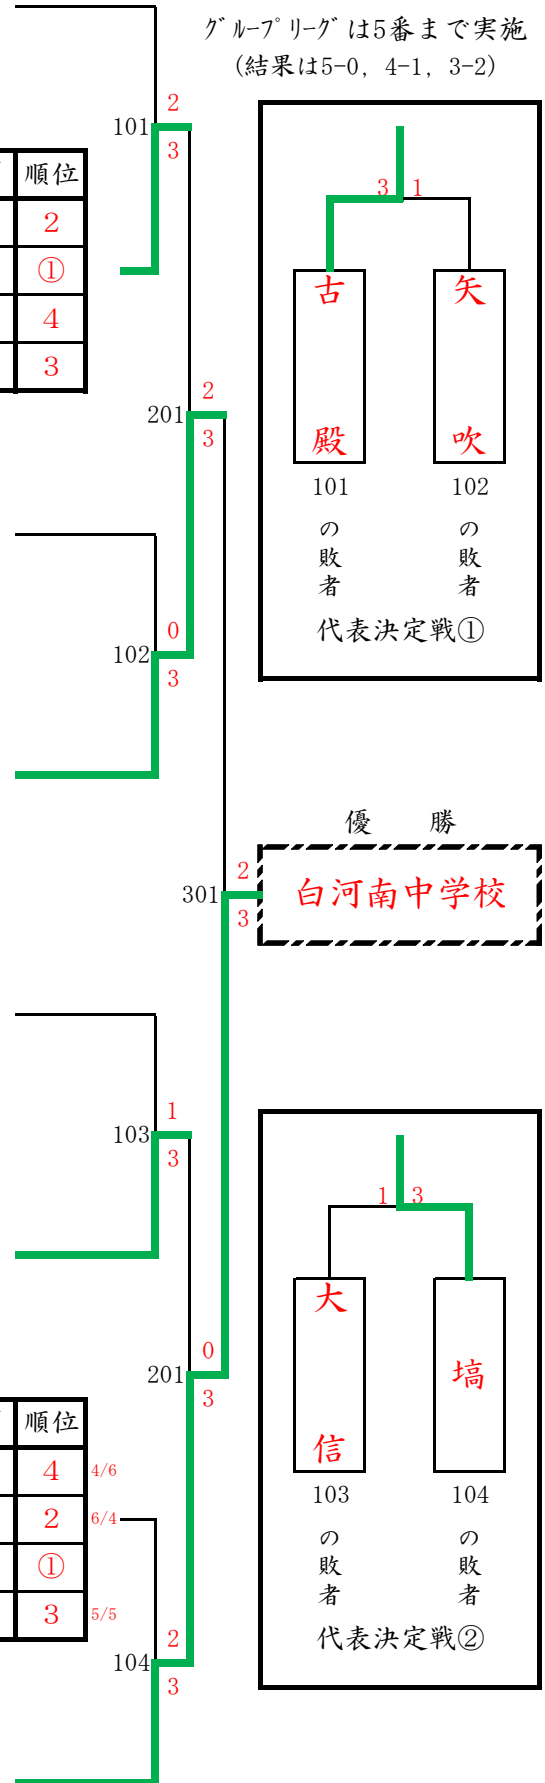 グループリーグは5番まで実施
(結果は5-0, 4-1, 3-2)
2
101
3
順位
2
①
4
3
3 1
古殿
矢吹
101
の敗者
102
の敗者
代表決定戦①
2
201
3
0
102
3
優 勝
白河南中学校
2
301
3
1
103
3
1 3
大信
塙
103
の敗者
104
の敗者
代表決定戦②
0
201
3
順位
4 4/6
2 6/4
①
3 5/5
2
104
3